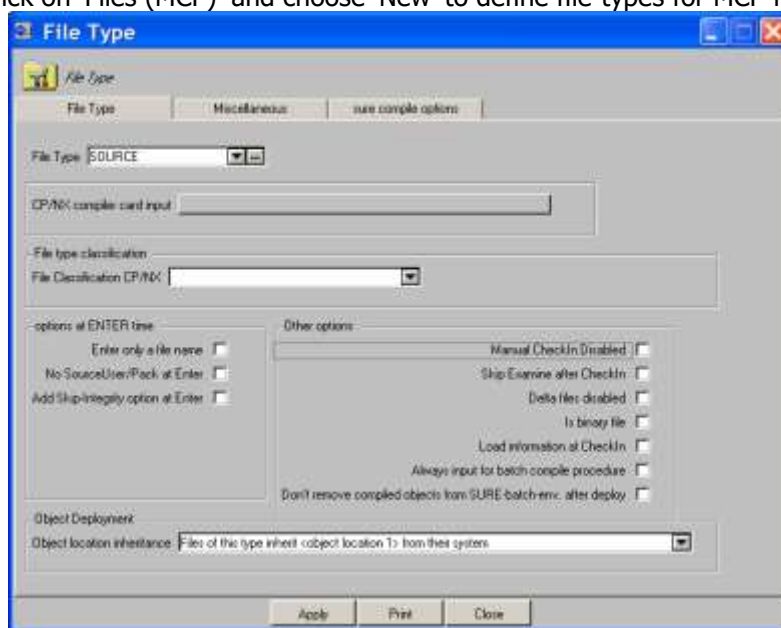 ick on 'Files (MCP)' and choose 'New' to define file types for MCP f
File Type
File Type
File Type Miscellaneous sure compile options
File Type SOURCE
CP/NX compiler card input
File type classification
File Classification CP/NX
options at ENTER time Other options
Enter only a file name Manual CheckIn Disabled
No SourceUser/Pack at Enter Skip Examine after CheckIn
Add Skip-Integrity option at Enter Delta files disabled
Is binary file
Load information at CheckIn
Always input for batch compile procedure
Don't remove compiled objects from SURE-batch-env. after deploy
Object Deployment
Object location inheritance Files of this type inherit <object location 1> from their system
Apply Print Close